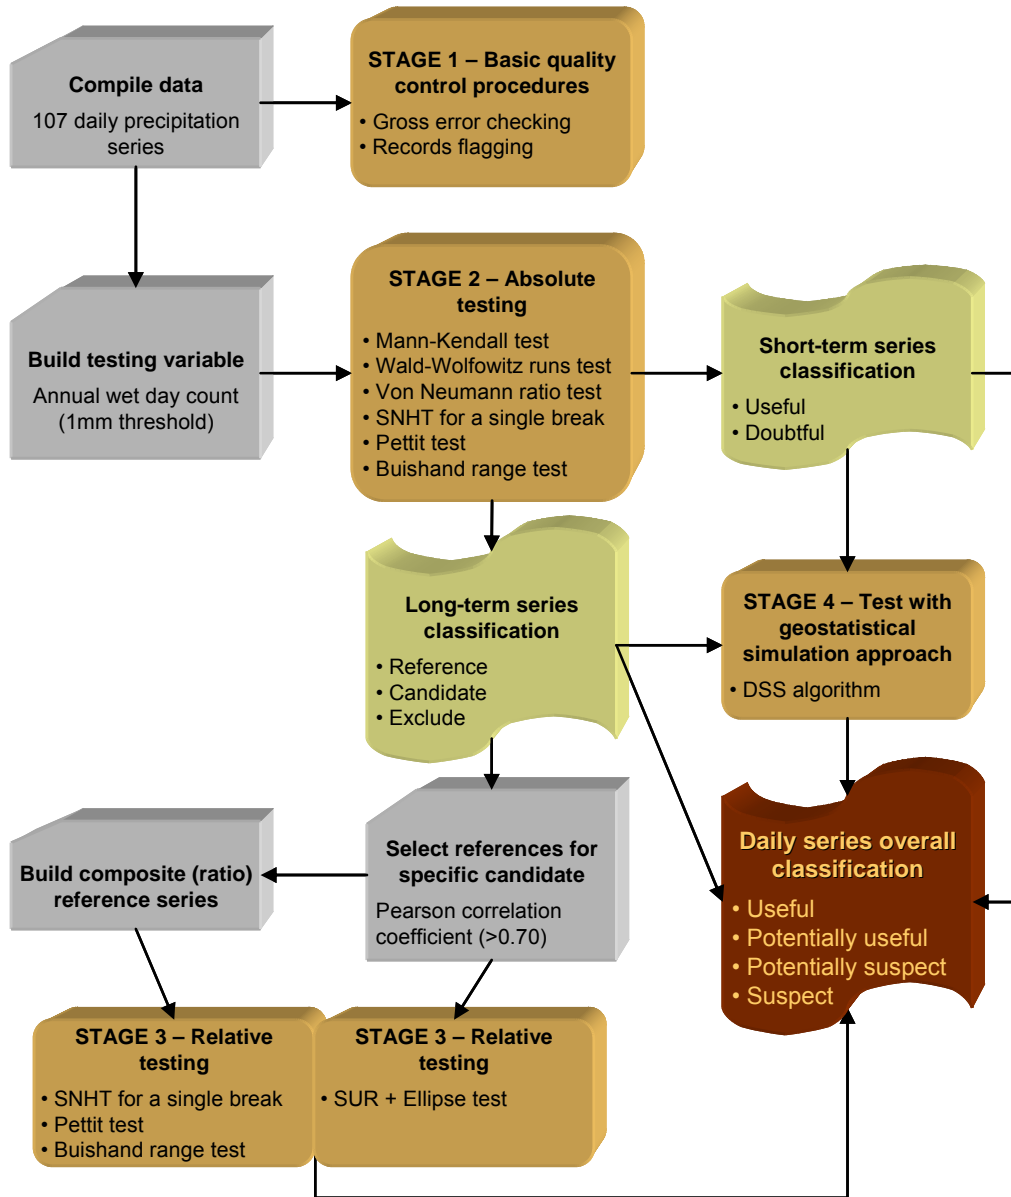 Compile data
107 daily precipitation
series
STAGE 1 – Basic quality
control procedures
• Gross error checking
• Records flagging
Build testing variable
Annual wet day count
(1mm threshold)
STAGE 2 – Absolute
testing
• Mann-Kendall test
• Wald-Wolfowitz runs test
• Von Neumann ratio test
• SNHT for a single break
• Pettit test
• Buishand range test
Short-term series
classification
• Useful
• Doubtful
Long-term series
classification
• Reference
• Candidate
• Exclude
STAGE 4 – Test with
geostatistical
simulation approach
• DSS algorithm
Build composite (ratio)
reference series
Select references for
specific candidate
Pearson correlation
coefficient (>0.70)
Daily series overall
classification
• Useful
• Potentially useful
• Potentially suspect
• Suspect
STAGE 3 – Relative
testing
• SNHT for a single break
• Pettit test
• Buishand range test
STAGE 3 – Relative
testing
• SUR + Ellipse test